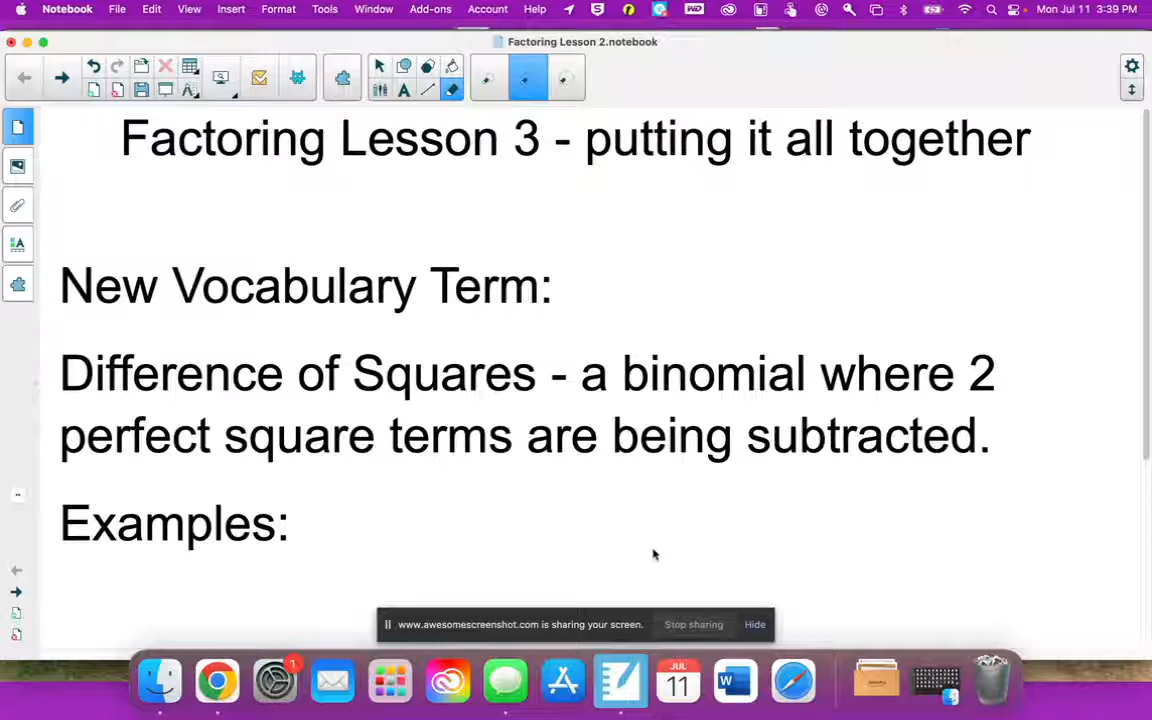 Notebook File Edit View Insert Format Tools Window Add-ons Account Help Mon Jul 11 3:39 PM
Factoring Lesson 2.notebook
Factoring Lesson 3 - putting it all together
New Vocabulary Term:
Difference of Squares - a binomial where 2
perfect square terms are being subtracted.
Examples:
www.awesomescreenshot.com is sharing your screen. Stop sharing Hide
1
JUL
11
W